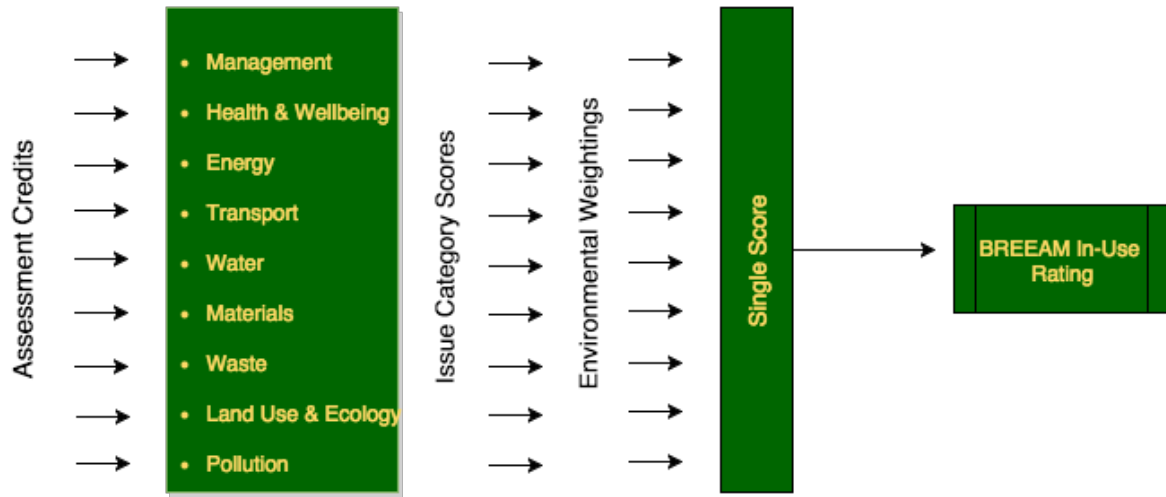 Assessment Credits
• Management
• Health & Wellbeing
• Energy
• Transport
• Water
• Materials
• Waste
• Land Use & Ecology
• Pollution
Issue Category Scores
Environmental Weightings
Single Score
BREEAM In-Use
Rating